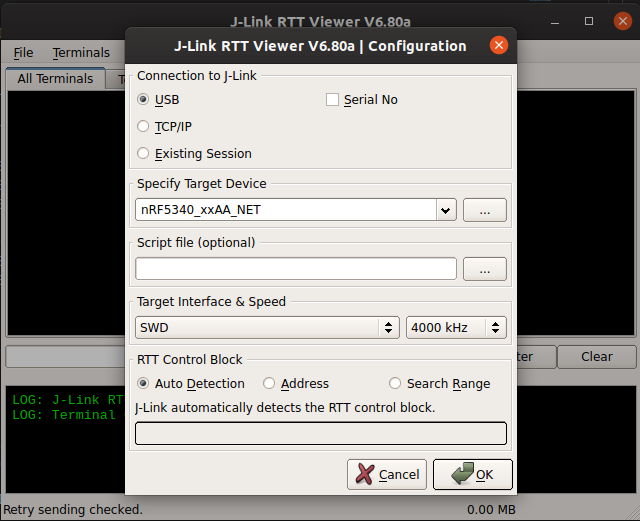 J-Link RTT Viewer V6.80a
J-Link RTT Viewer V6.80a | Configuration
File Terminals
All Terminals
Connection to J-Link
USB
Serial No
TCP/IP
Existing Session
Specify Target Device
nRF5340_xxAA_NET
...
Script file (optional)
...
Target Interface & Speed
SWD
4000 kHz
RTT Control Block
Auto Detection
Address
Search Range
J-Link automatically detects the RTT control block.
Cancel
OK
Clear
LOG: J-Link RT
LOG: Terminal
Retry sending checked.
0.00 MB